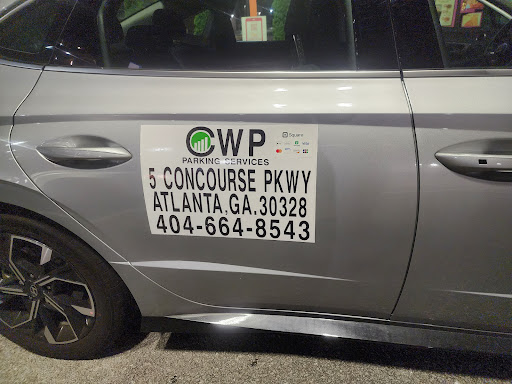 CWP
Square
PARKING SERVICES
5 CONCOURSE PKWY
ATLANTA, GA. 30328
404-664-8543